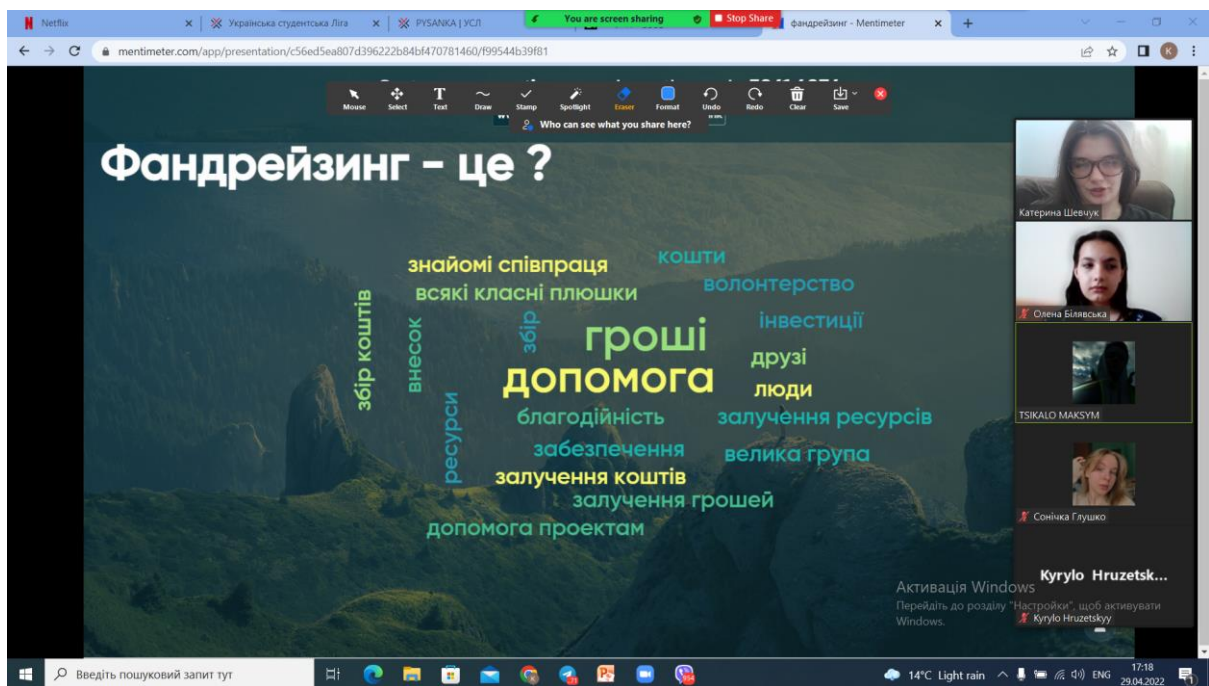 Netflix
Українська студентська Ліга
PYSANKA | УСЛ
You are screen sharing
Stop Share
фандрейзинг - Mentimeter
mentimeter.com/app/presentation/c56ed5ea807d396222b84bf470781460/f99544b39f81
K
Mouse
Select
Text
Draw
Stamp
Spotlight
Eraser
Format
Undo
Redo
Clear
Save
Who can see what you share here?
Фандрейзинг - це ?
кошти
знайомі співпраця
волонтерство
всякі класні плюшки
збір коштів
внесок
збір
гроші
інвестиції
друзі
допомога
люди
ресурси
благодійність
залучення ресурсів
забезпечення
велика група
залучення коштів
залучення грошей
допомога проектам
Катерина Шевчук
Олена Білявська
TSIKALO MAKSYM
Сонічка Глушко
Kyrylo Hruzetsk...
Kyrylo Hruzetskyy
Активація Windows
Перейдіть до розділу "Настройки", щоб активувати
Windows.
Введіть пошуковий запит тут
14°C Light rain
ENG
17:18
29.04.2022